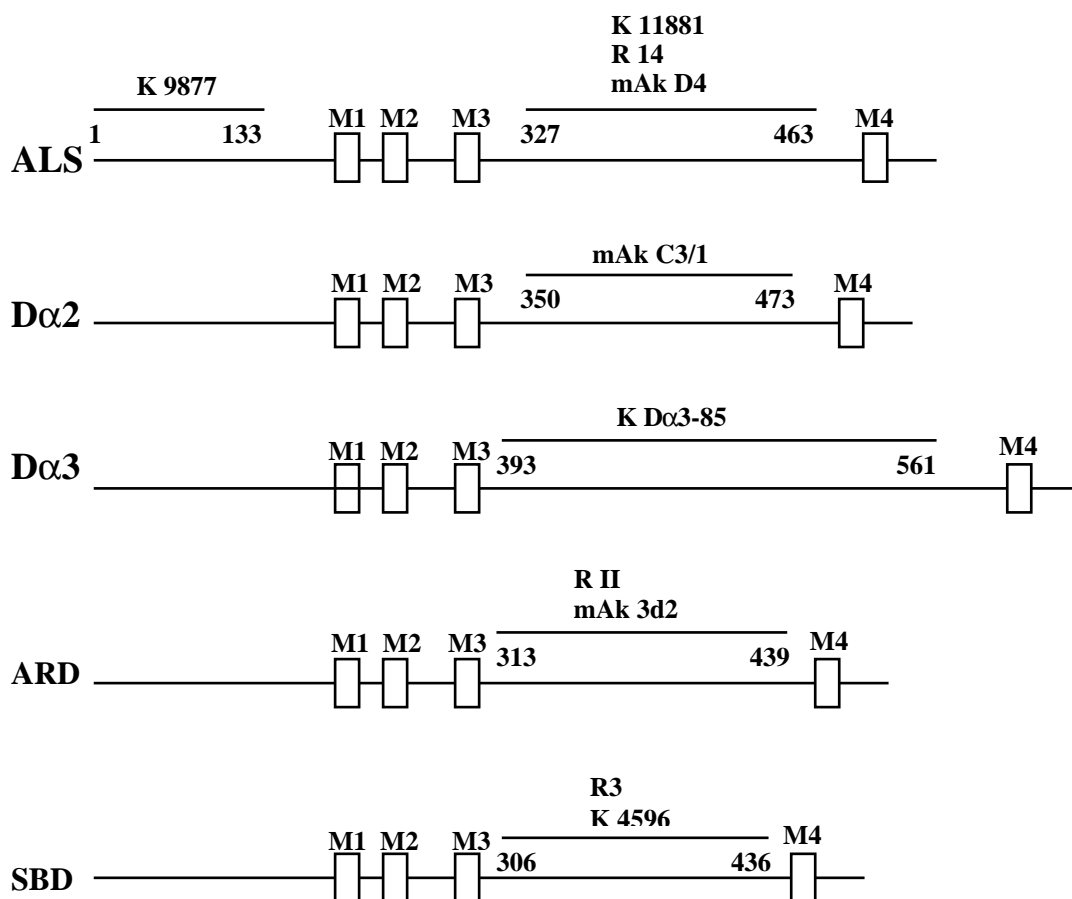 K 11881
R 14
mAk D4
K 9877
M1 M2 M3 M4
1 133 327 463
ALS
mAk C3/1
M1 M2 M3 M4
350 473
Dα2
K Dα3-85
M1 M2 M3 M4
393 561
Dα3
R II
mAk 3d2
M1 M2 M3 M4
313 439
ARD
R3
K 4596
M1 M2 M3 M4
306 436
SBD